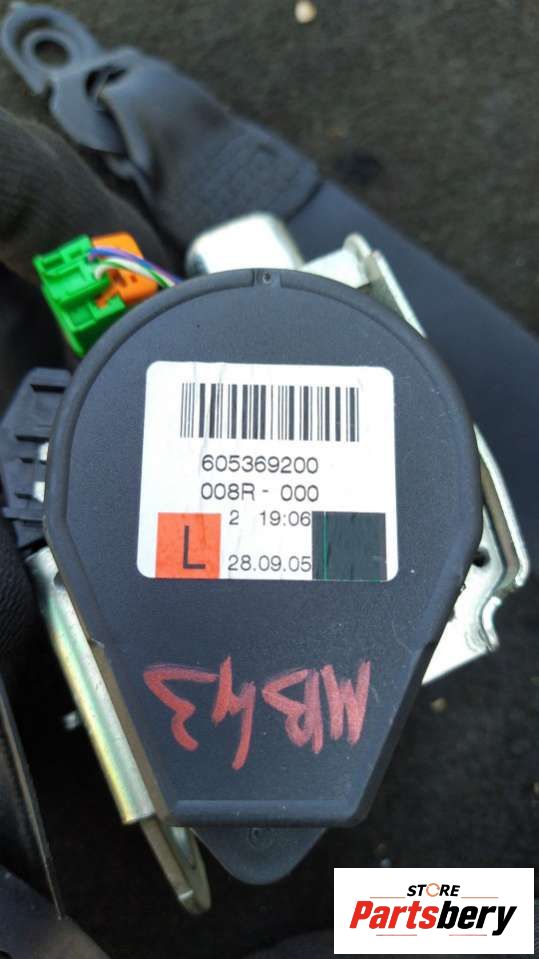 605369200
008R - 000
2 19:06
L 28.09.05
MB43
STORE
Partsbery